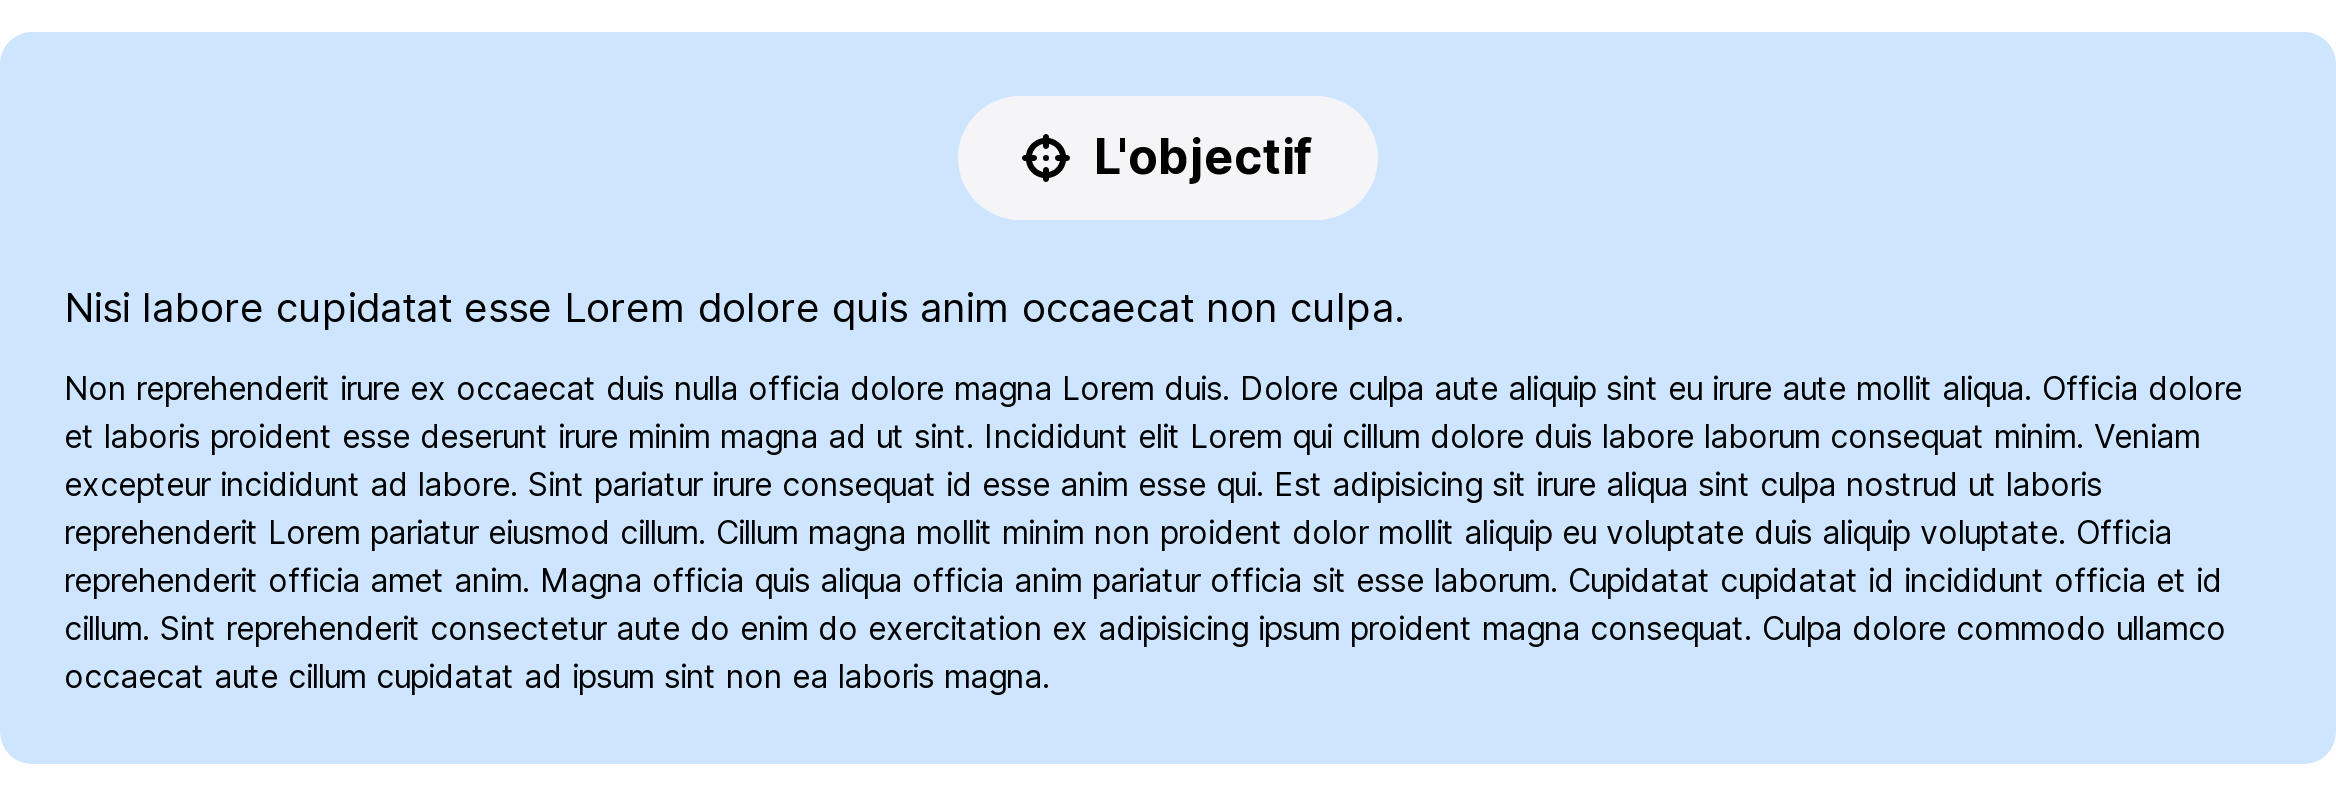 L'objectif
Nisi labore cupidatat esse Lorem dolore quis anim occaecat non culpa.
Non reprehenderit irure ex occaecat duis nulla officia dolore magna Lorem duis. Dolore culpa aute aliquip sint eu irure aute mollit aliqua. Officia dolore
et laboris proident esse deserunt irure minim magna ad ut sint. Incididunt elit Lorem qui cillum dolore duis labore laborum consequat minim. Veniam
excepteur incididunt ad labore. Sint pariatur irure consequat id esse anim esse qui. Est adipisicing sit irure aliqua sint culpa nostrud ut laboris
reprehenderit Lorem pariatur eiusmod cillum. Cillum magna mollit minim non proident dolor mollit aliquip eu voluptate duis aliquip voluptate. Officia
reprehenderit officia amet anim. Magna officia quis aliqua officia anim pariatur officia sit esse laborum. Cupidatat cupidatat id incididunt officia et id
cillum. Sint reprehenderit consectetur aute do enim do exercitation ex adipisicing ipsum proident magna consequat. Culpa dolore commodo ullamco
occaecat aute cillum cupidatat ad ipsum sint non ea laboris magna.